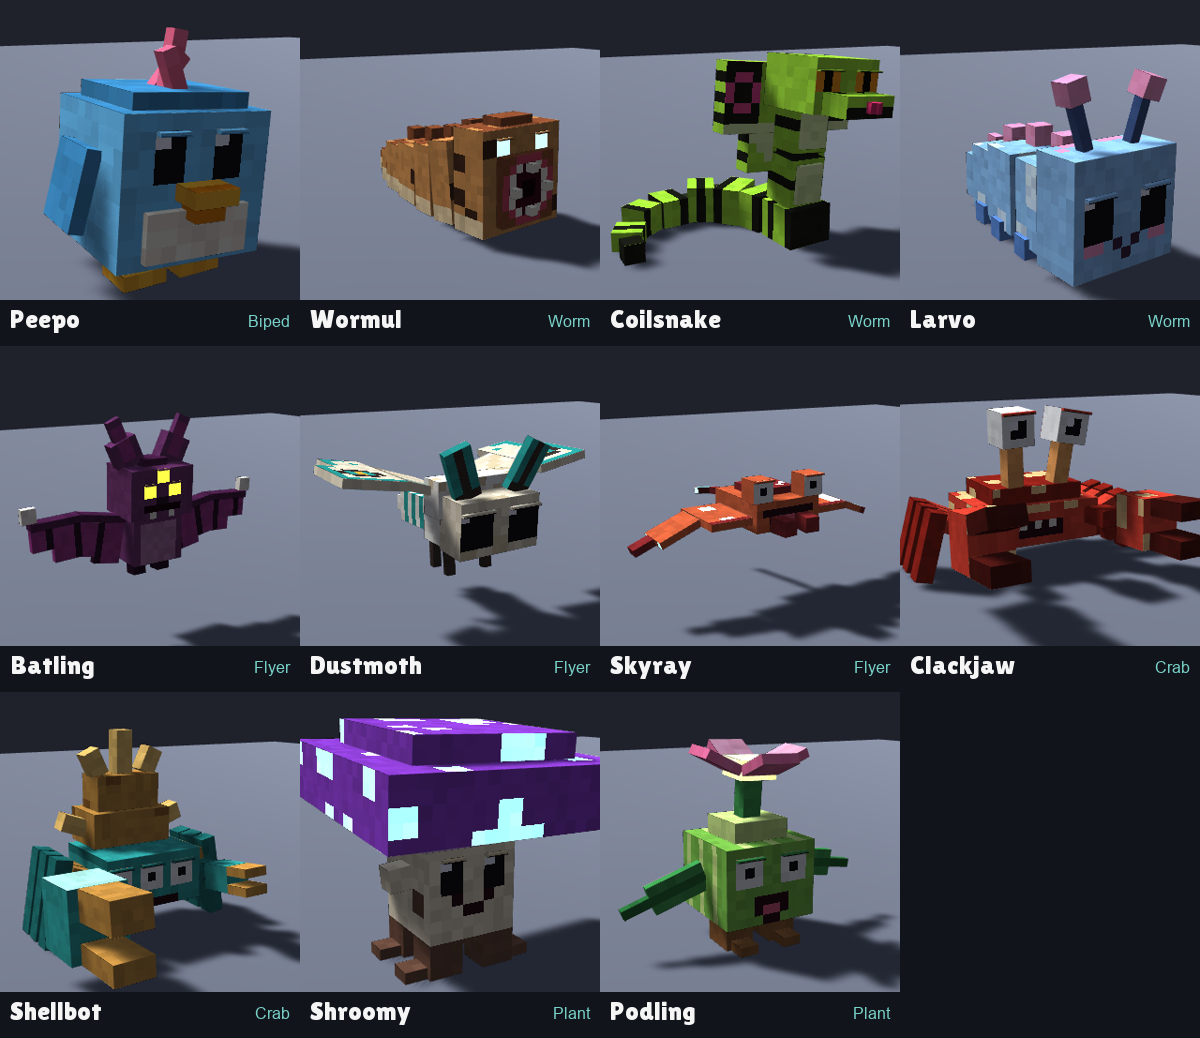 Peepo Biped
Wormul Worm
Coilsnake Worm
Larvo Worm
Batling Flyer
Dustmoth Flyer
Skyray Flyer
Clackjaw Crab
Shellbot Crab
Shroomy Plant
Podling Plant